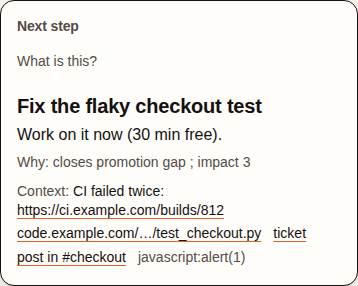 Next step
What is this?
Fix the flaky checkout test
Work on it now (30 min free).
Why: closes promotion gap ; impact 3
Context: CI failed twice:
https://ci.example.com/builds/812
code.example.com/…/test_checkout.py ticket
post in #checkout javascript:alert(1)